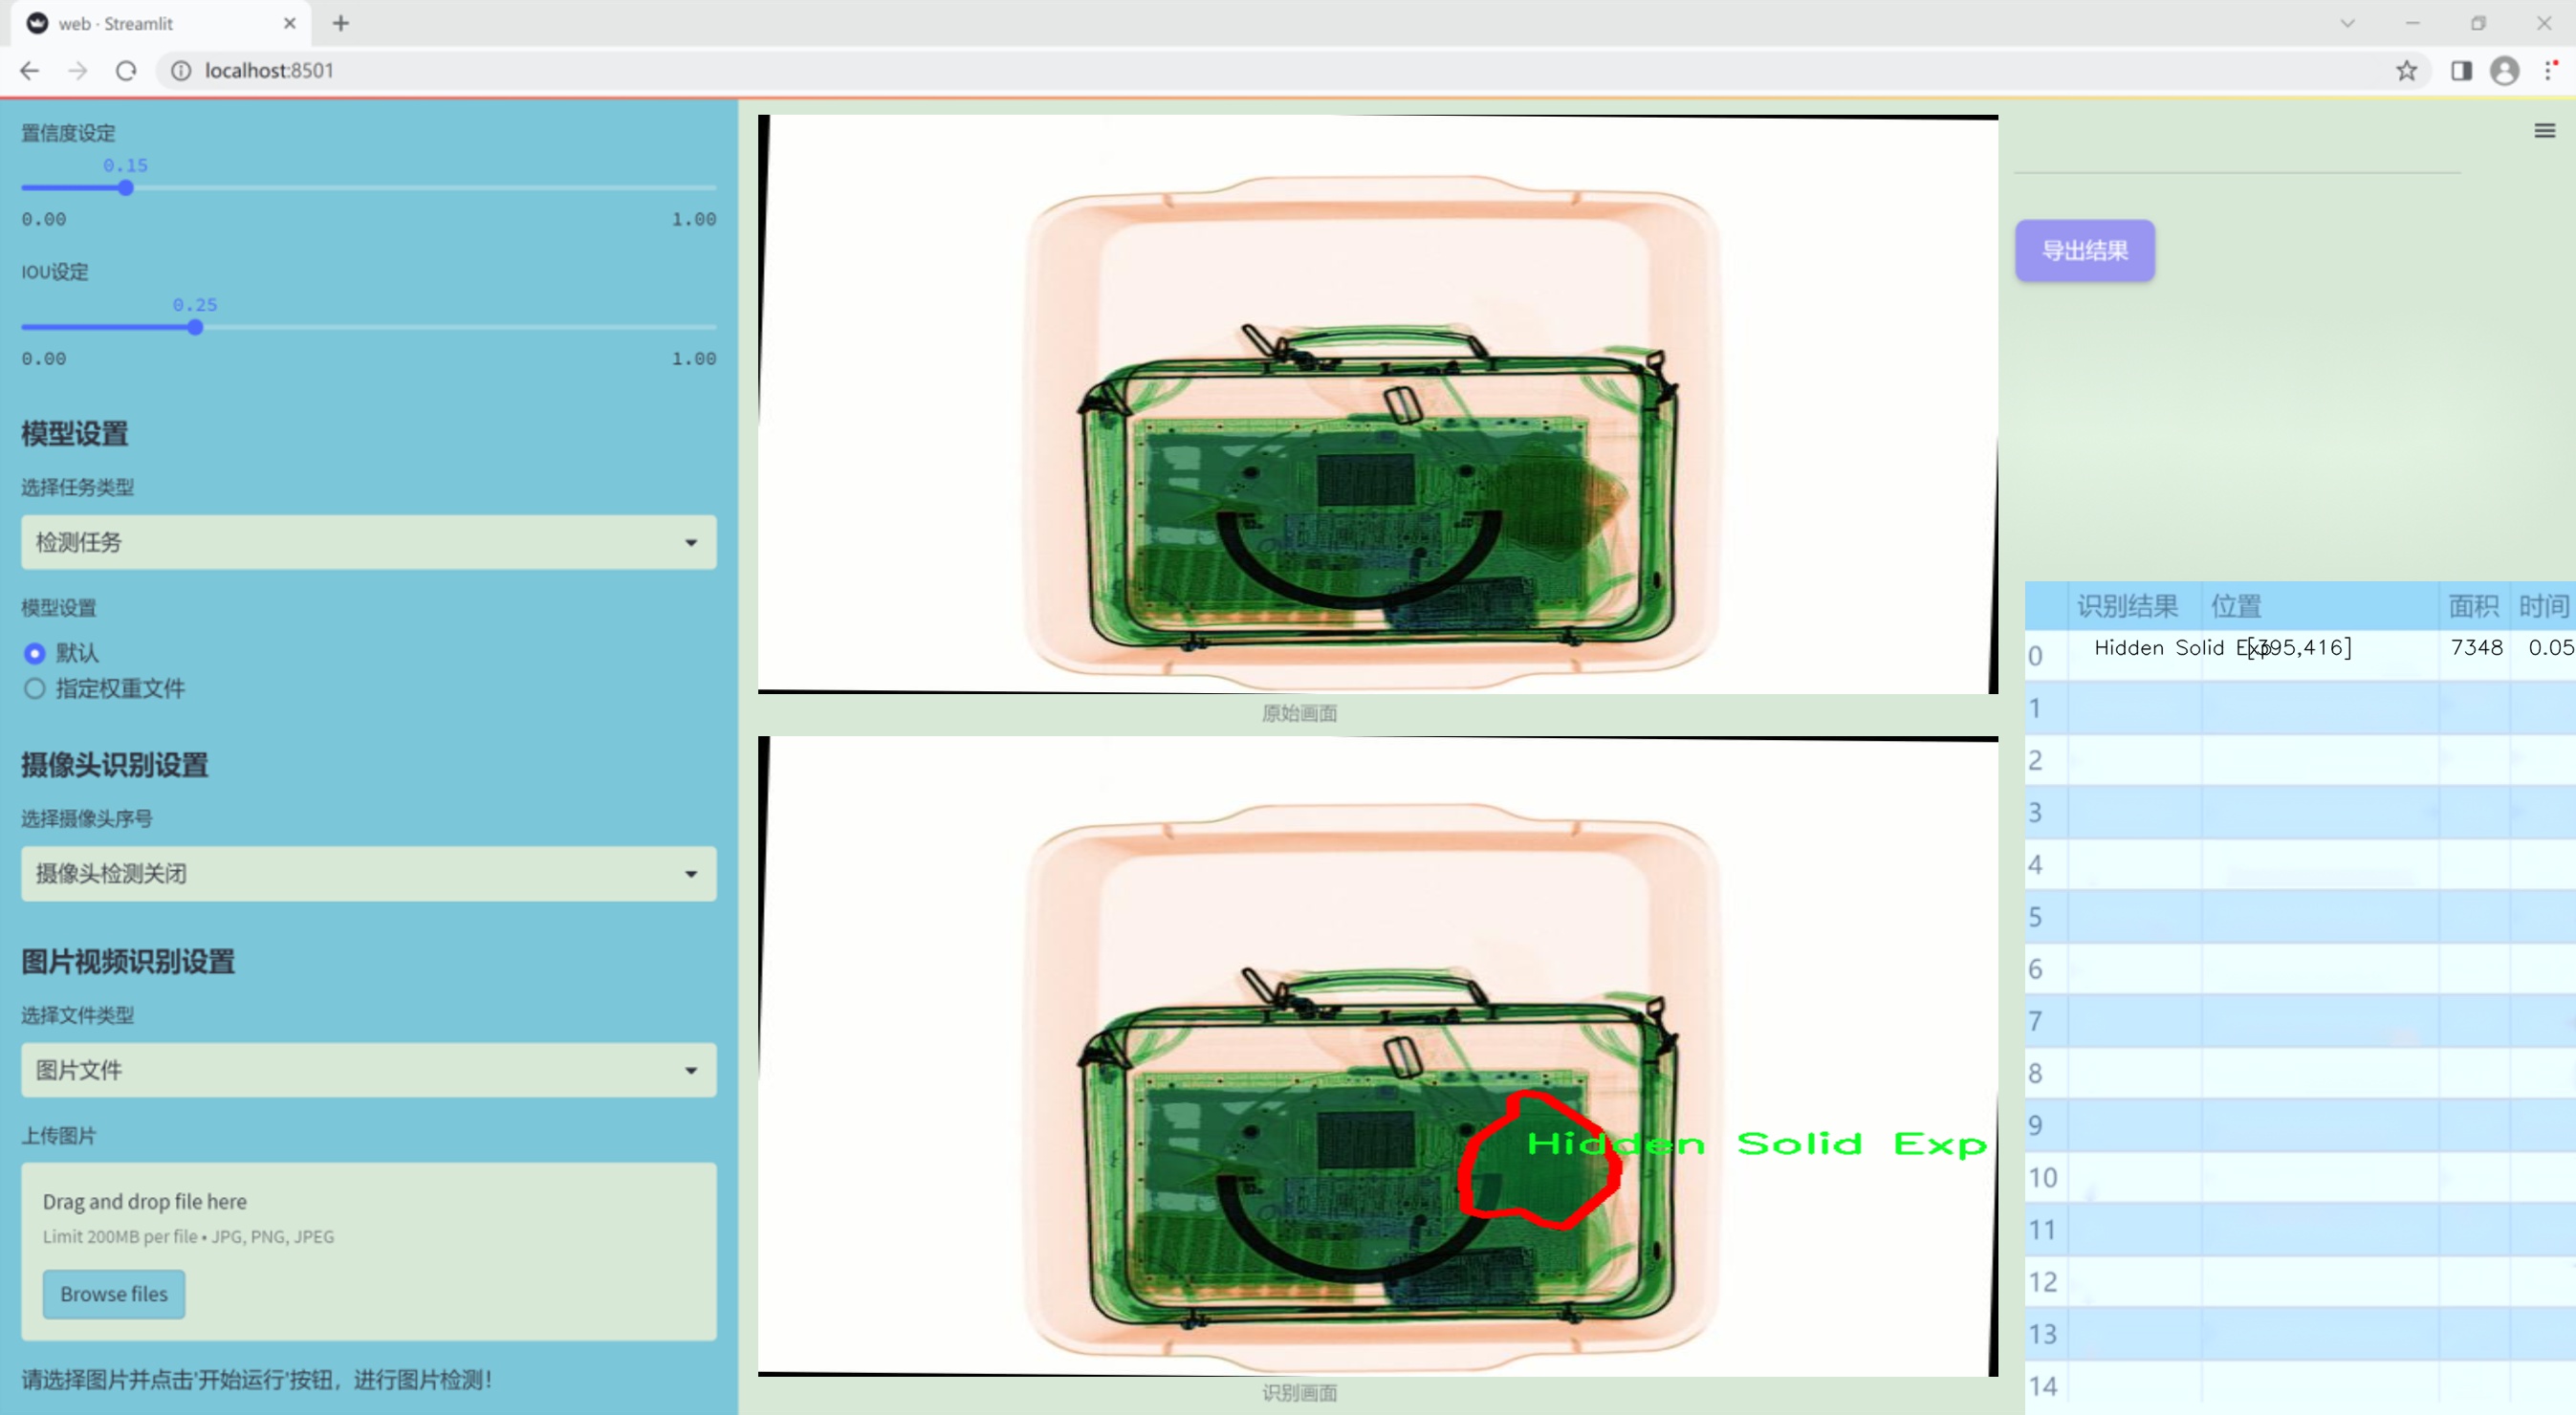 web · Streamlit
localhost:8501
置信度设定
0.15
0.00 1.00
IOU设定
0.25
0.00 1.00
模型设置
选择任务类型
检测任务
模型设置
默认
指定权重文件
摄像头识别设置
选择摄像头序号
摄像头检测关闭
图片视频识别设置
选择文件类型
图片文件
上传图片
Drag and drop file here
Limit 200MB per file • JPG, PNG, JPEG
Browse files
请选择图片并点击'开始运行'按钮，进行图片检测！
原始画面
Hidden Solid Exp
识别画面
导出结果
识别结果 位置 面积 时间
0 Hidden Solid Exp [395,416] 7348 0.05
1
2
3
4
5
6
7
8
9
10
11
12
13
14